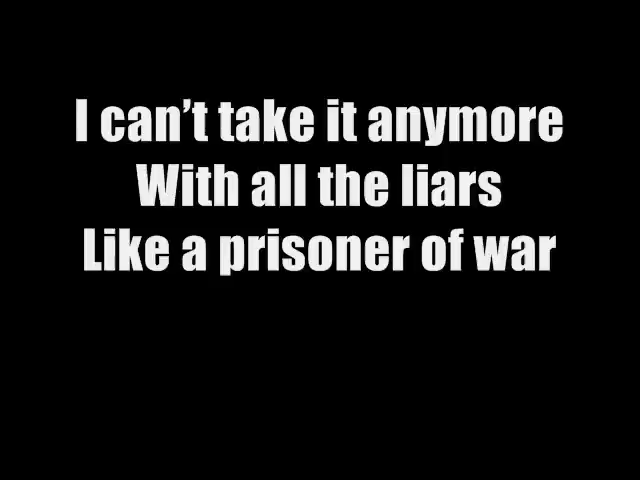 I can’t take it anymore
With all the liars
Like a prisoner of war